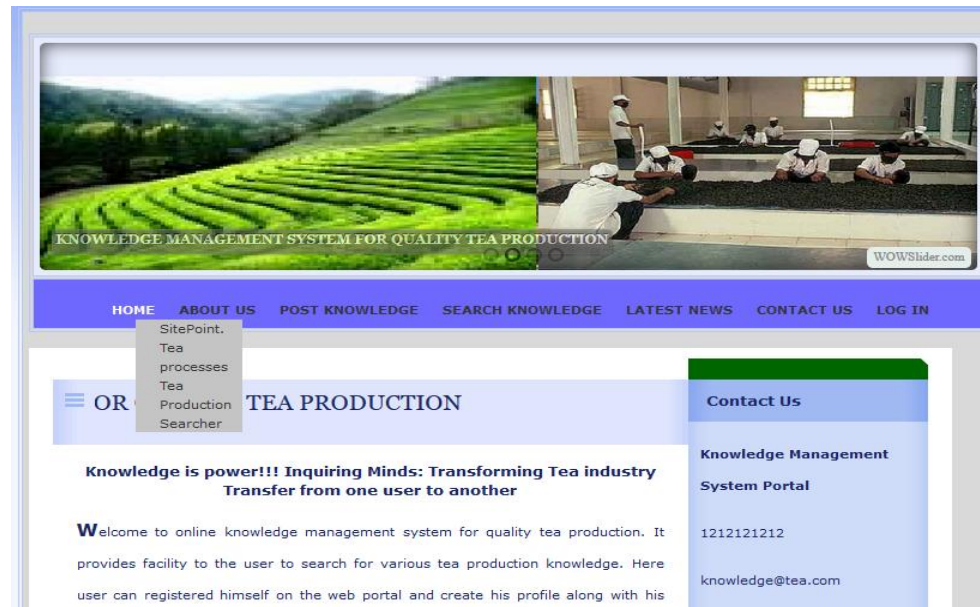 KNOWLEDGE MANAGEMENT SYSTEM FOR QUALITY TEA PRODUCTION
WOWSlider.com
HOME ABOUT US POST KNOWLEDGE SEARCH KNOWLEDGE LATEST NEWS CONTACT US LOG IN
SitePoint.
Tea
processes
Tea
Production
Searcher
OR TEA PRODUCTION
Knowledge is power!!! Inquiring Minds: Transforming Tea industry
Transfer from one user to another
Welcome to online knowledge management system for quality tea production. It
provides facility to the user to search for various tea production knowledge. Here
user can registered himself on the web portal and create his profile along with his
Contact Us
Knowledge Management
System Portal
1212121212
knowledge@tea.com